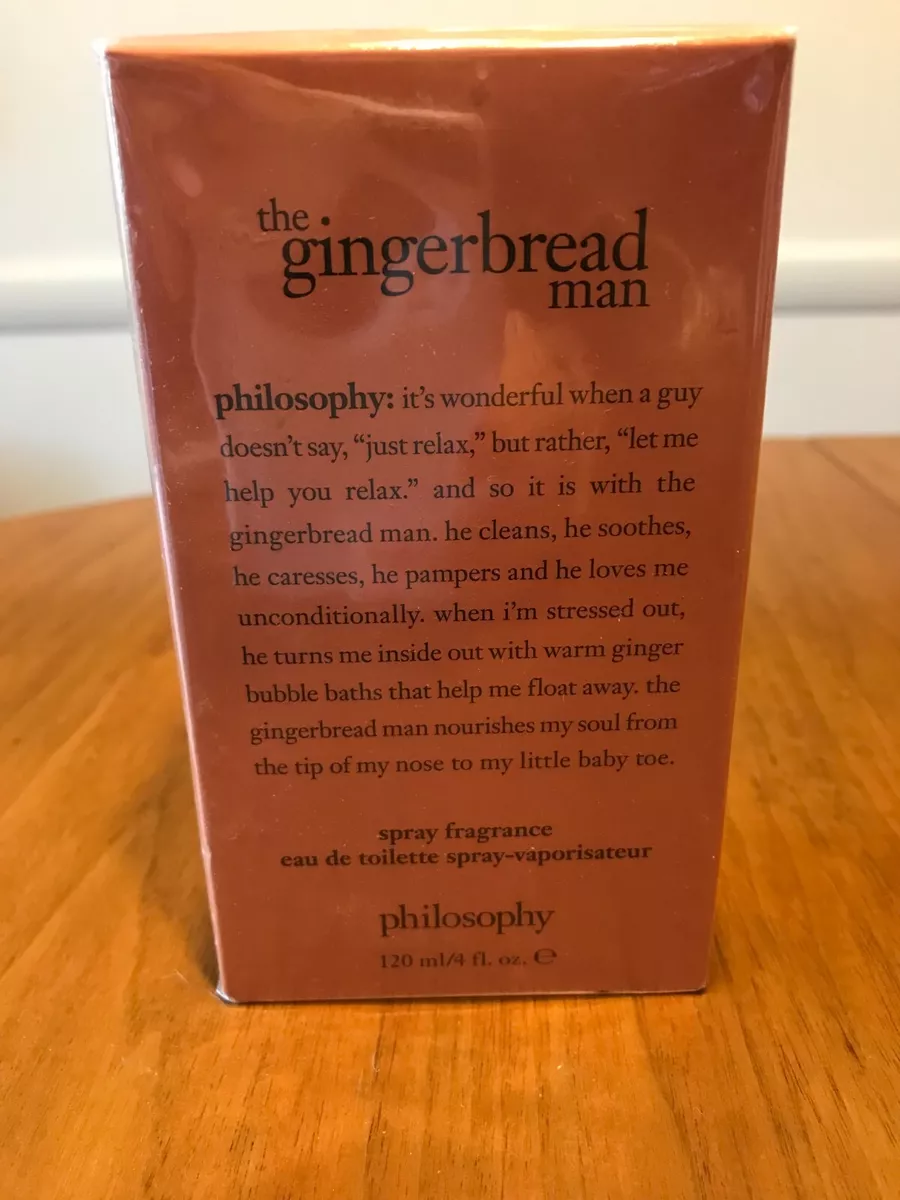 the
gingerbread
man
philosophy: it's wonderful when a guy
doesn't say, “just relax,” but rather, “let me
help you relax.” and so it is with the
gingerbread man. he cleans, he soothes,
he caresses, he pampers and he loves me
unconditionally. when i'm stressed out,
he turns me inside out with warm ginger
bubble baths that help me float away. the
gingerbread man nourishes my soul from
the tip of my nose to my little baby toe.
spray fragrance
eau de toilette spray-vaporisateur
philosophy
120 ml/4 fl. oz. ℮